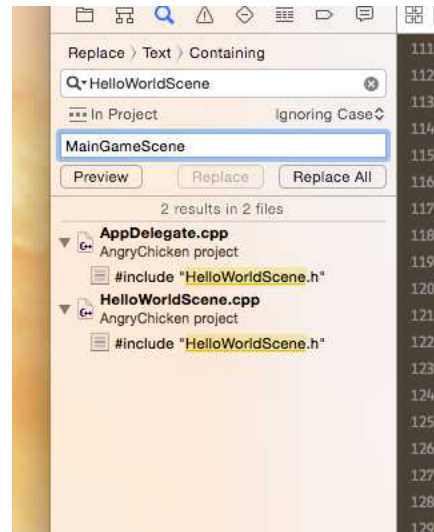 Replace > Text > Containing
HelloWorldScene
In Project Ignoring Case
MainGameScene
Preview Replace Replace All
2 results in 2 files
AppDelegate.cpp
AngryChicken project
#include "HelloWorldScene.h"
HelloWorldScene.cpp
AngryChicken project
#include "HelloWorldScene.h"
111
112
113
114
115
116
117
118
119
120
121
122
123
124
125
126
127
128
129